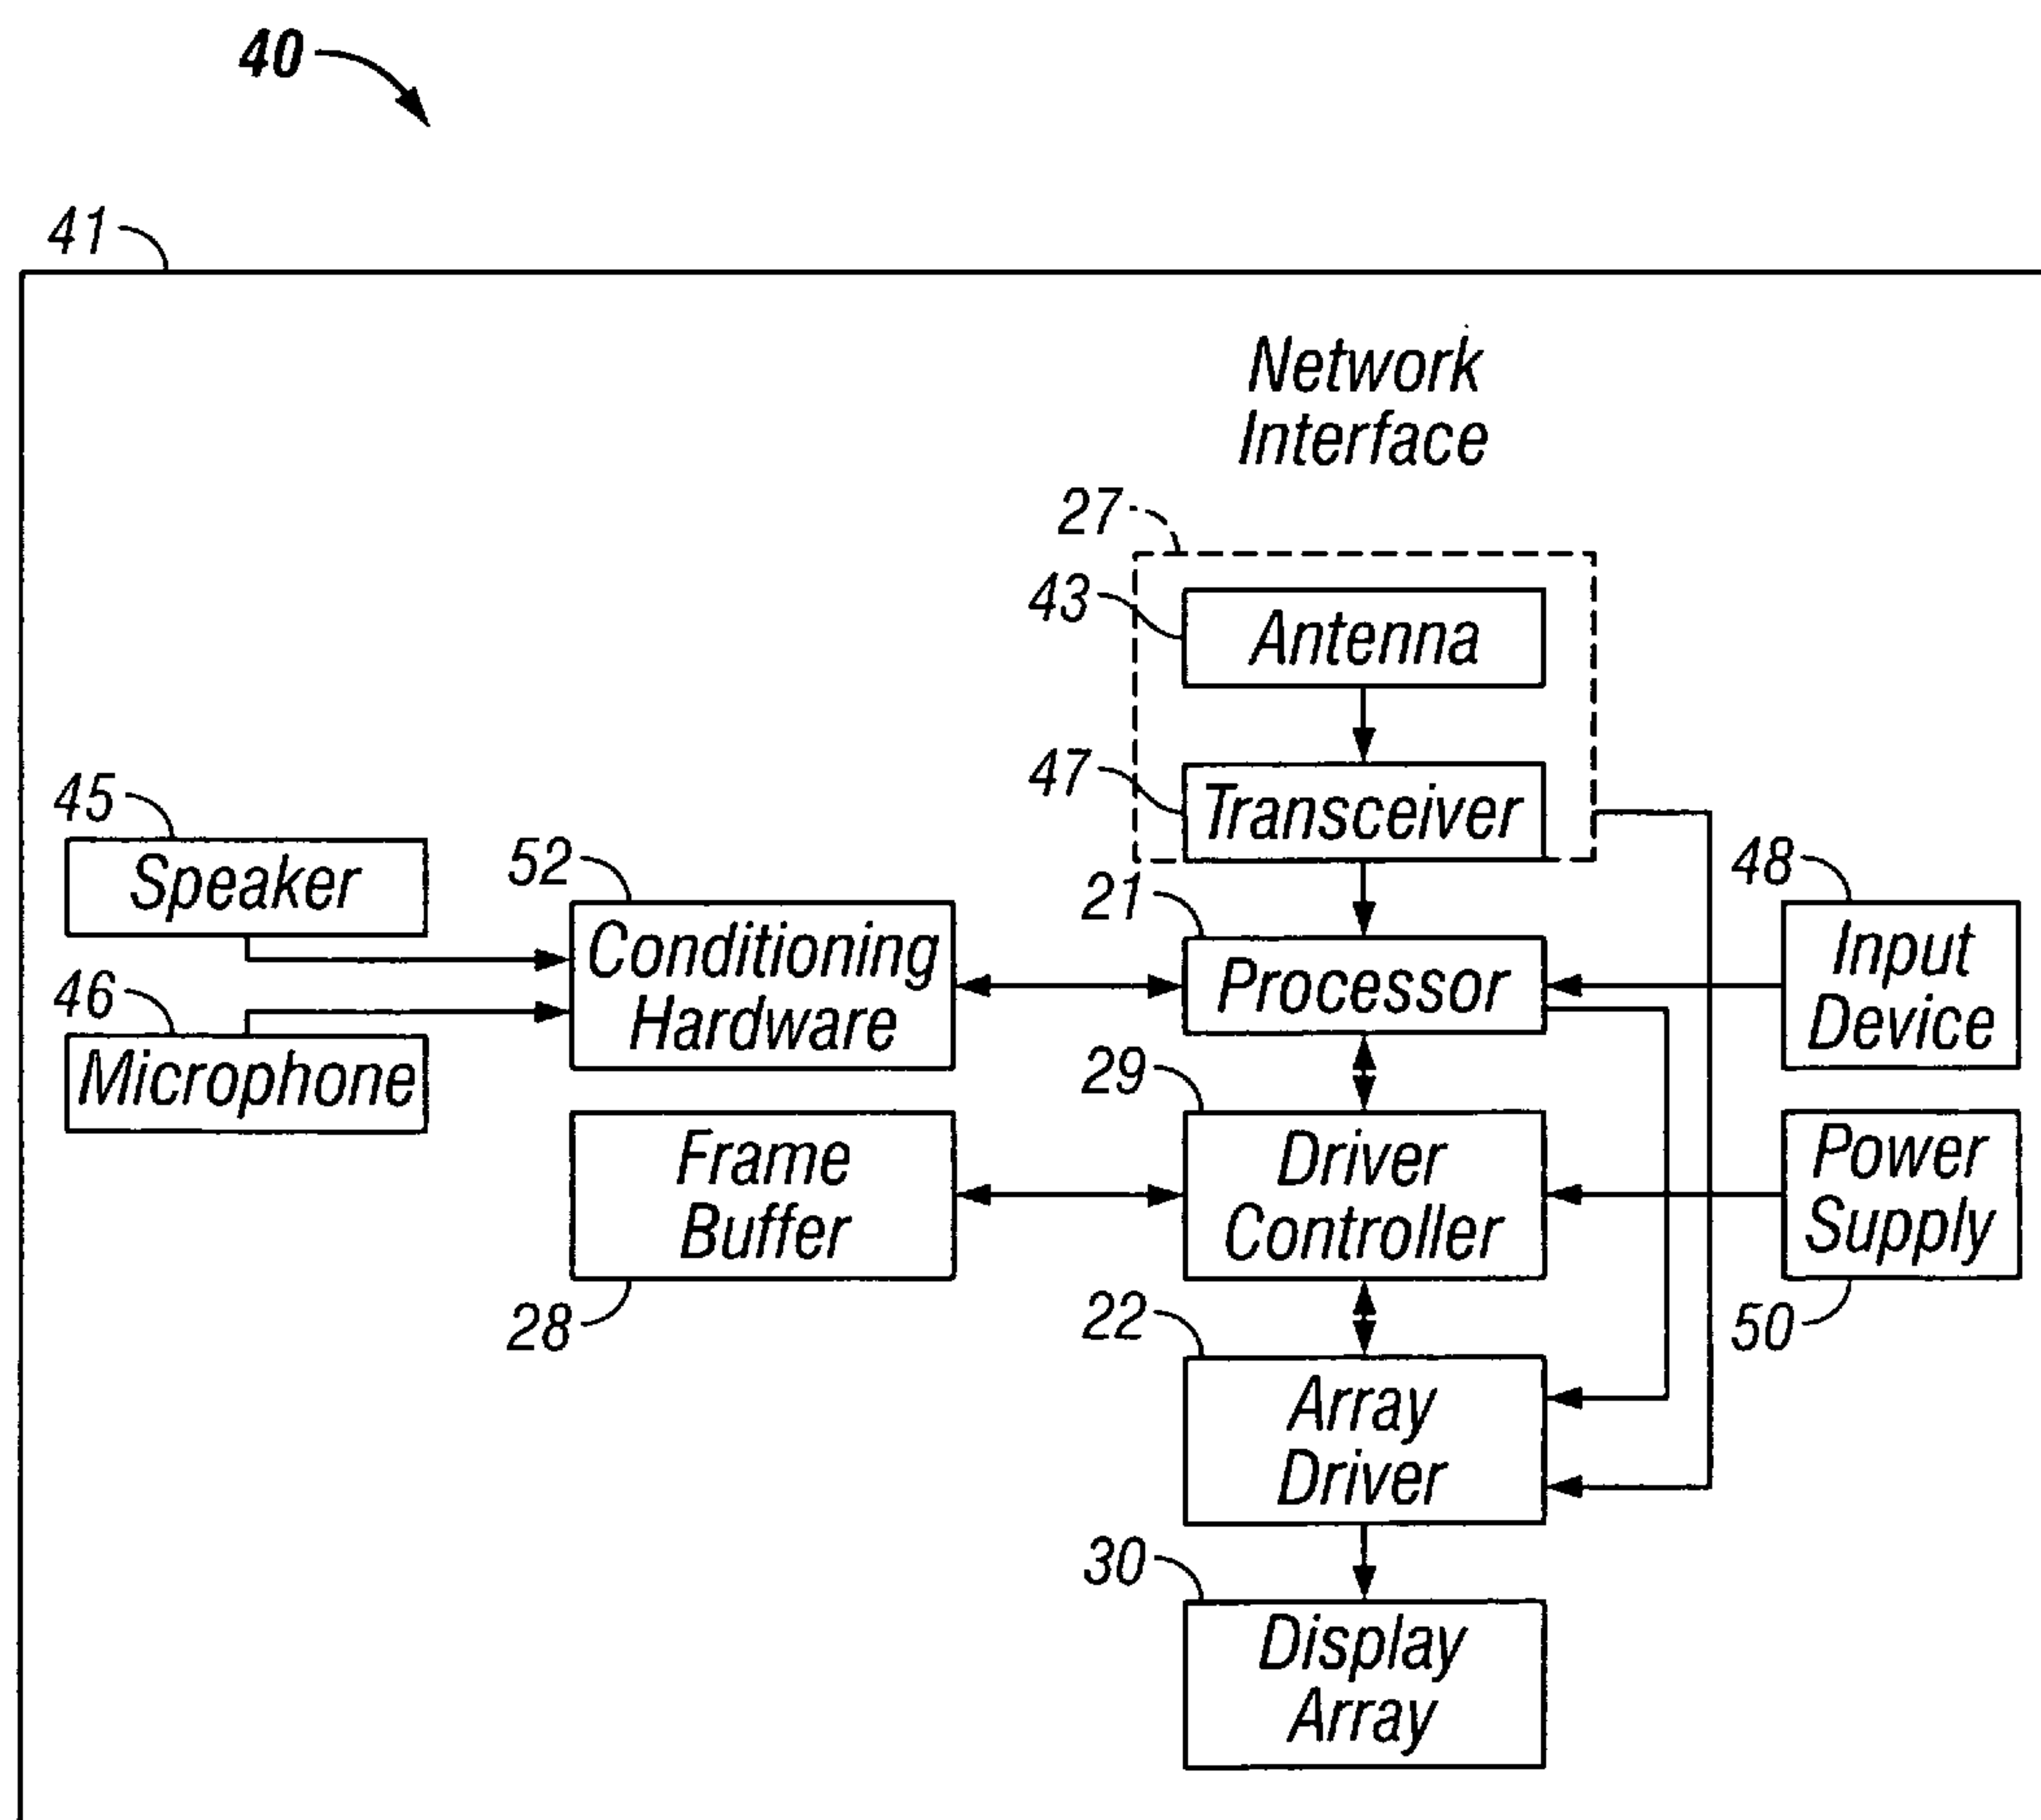 40
41
Network
Interface
27
43
Antenna
47
Transceiver
45
Speaker
52
Conditioning
Hardware
21
Processor
48
Input
Device
46
Microphone
29
Driver
Controller
Frame
Buffer
28
Power
Supply
50
22
Array
Driver
30
Display
Array